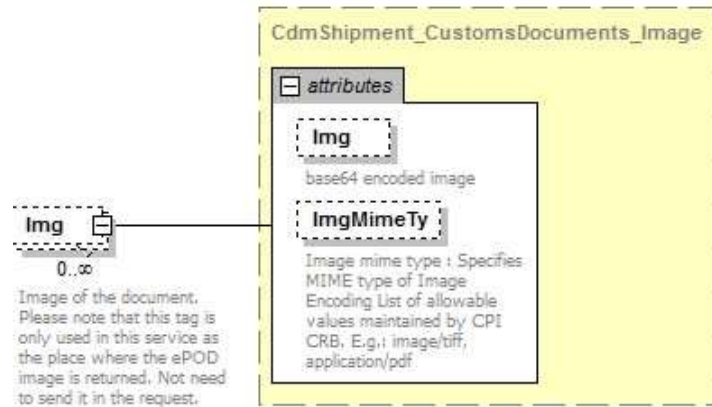 CdmShipment_CustomsDocuments_Image
attributes
Img
base64 encoded image
ImgMimeTy
Image mime type : Specifies
MIME type of Image
Encoding List of allowable
values maintained by CPI
CRB. E.g.: image/tiff,
application/pdf
Img
0..∞
Image of the document.
Please note that this tag is
only used in this service as
the place where the ePOD
image is returned. Not need
to send it in the request.